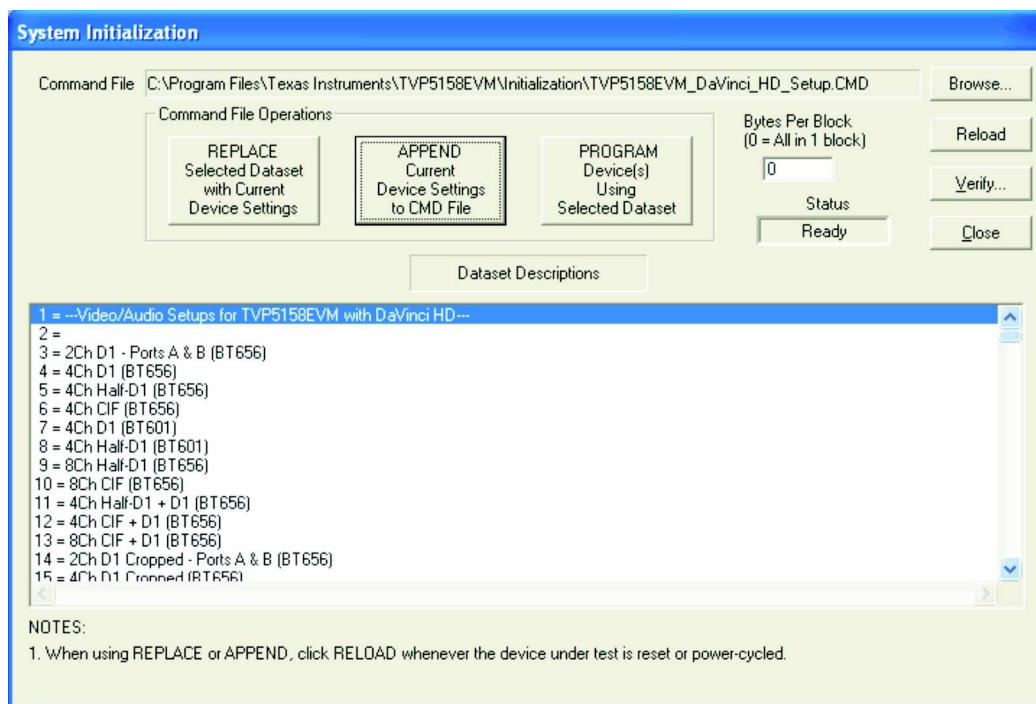 System Initialization
Command File C:\Program Files\Texas Instruments\TVP5158EVM\Initialization\TVP5158EVM_DaVinci_HD_Setup.CMD
Browse...
Command File Operations
REPLACE
Selected Dataset
with Current
Device Settings
APPEND
Current
Device Settings
to CMD File
PROGRAM
Device(s)
Using
Selected Dataset
Bytes Per Block
(0 = All in 1 block)
0
Status
Ready
Reload
Verify...
Close
Dataset Descriptions
1 = ---Video/Audio Setups for TVP5158EVM with DaVinci HD---
2 =
3 = 2Ch D1 - Ports A & B (BT656)
4 = 4Ch D1 (BT656)
5 = 4Ch Half-D1 (BT656)
6 = 4Ch CIF (BT656)
7 = 4Ch D1 (BT601)
8 = 4Ch Half-D1 (BT601)
9 = 8Ch Half-D1 (BT656)
10 = 8Ch CIF (BT656)
11 = 4Ch Half-D1 + D1 (BT656)
12 = 4Ch CIF + D1 (BT656)
13 = 8Ch CIF + D1 (BT656)
14 = 2Ch D1 Cropped - Ports A & B (BT656)
15 = 4Ch D1 Cropped (BT656)
NOTES:
1. When using REPLACE or APPEND, click RELOAD whenever the device under test is reset or power-cycled.